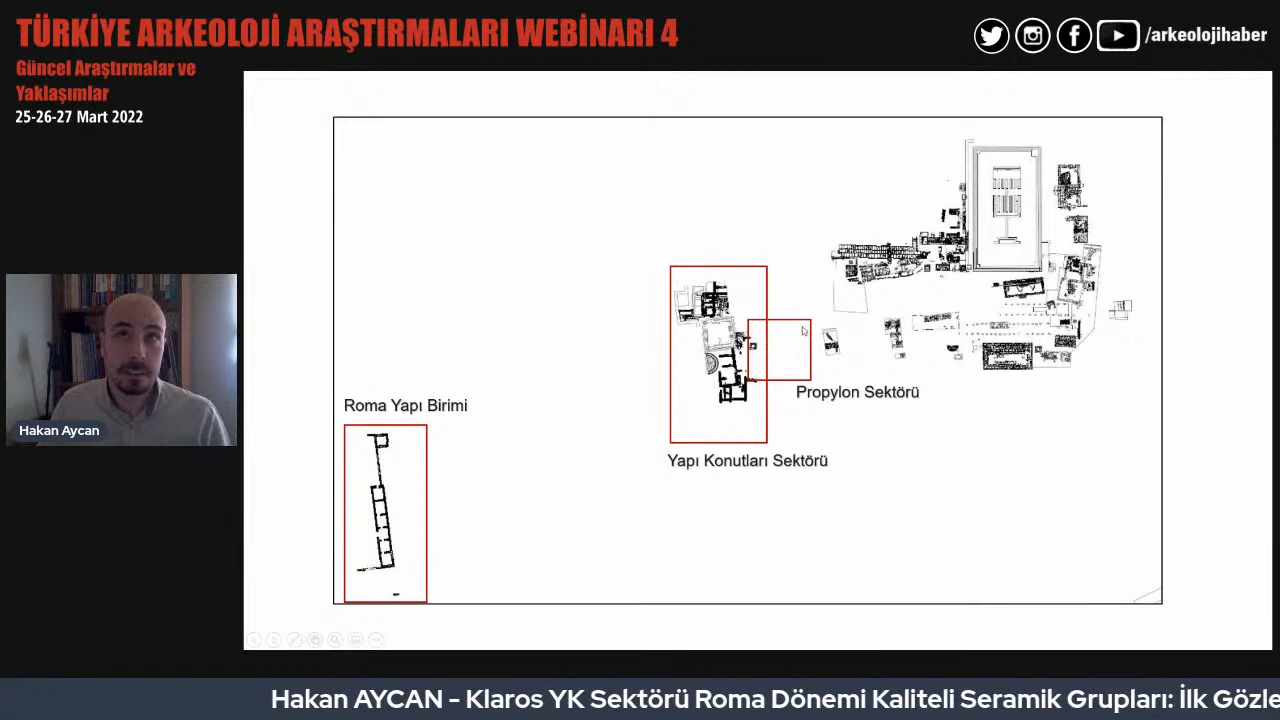 TÜRKİYE ARKEOLOJİ ARAŞTIRMALARI WEBİNARI 4
Güncel Araştırmalar ve
Yaklaşımlar
25-26-27 Mart 2022
/arkeolojihaber
Propylon Sektörü
Roma Yapı Birimi
Yapı Konutları Sektörü
Hakan Aycan
Hakan AYCAN - Klaros YK Sektörü Roma Dönemi Kaliteli Seramik Grupları: İlk Gözle